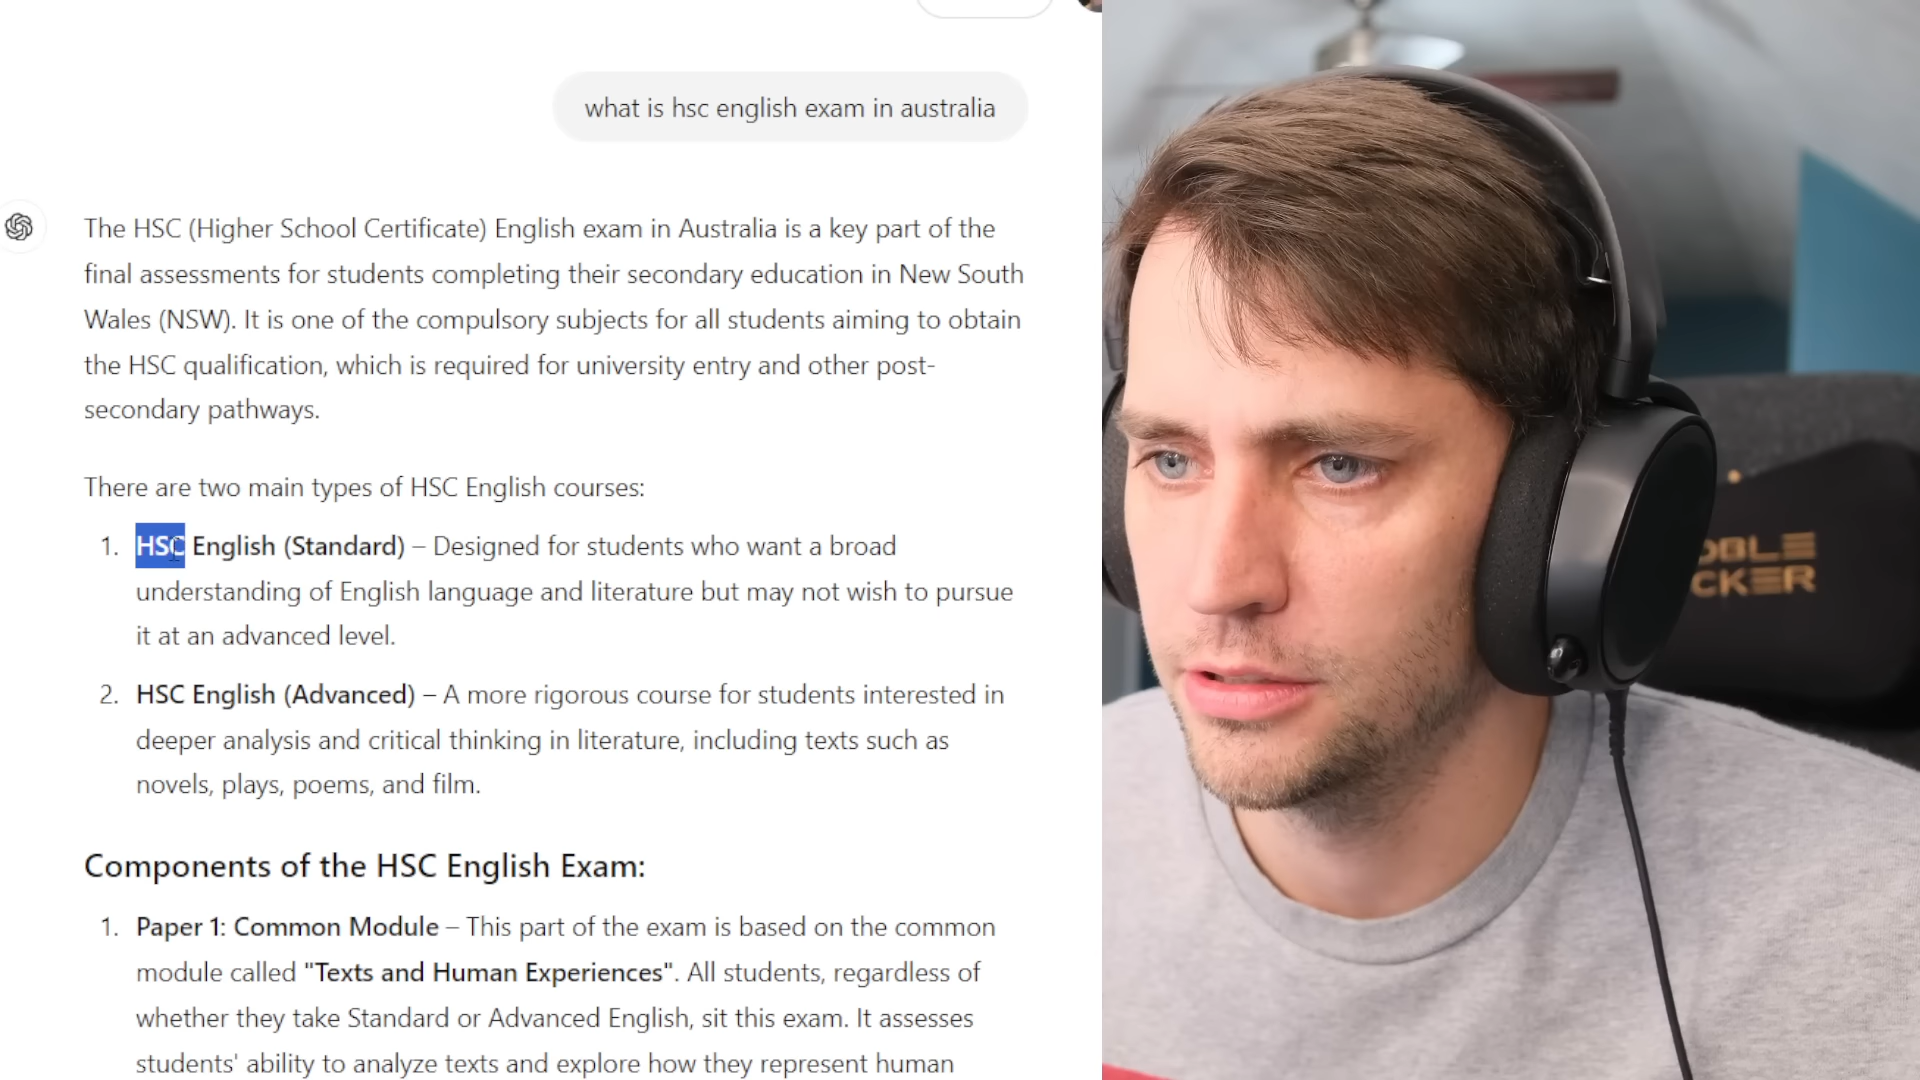 what is hsc english exam in australia
The HSC (Higher School Certificate) English exam in Australia is a key part of the
final assessments for students completing their secondary education in New South
Wales (NSW). It is one of the compulsory subjects for all students aiming to obtain
the HSC qualification, which is required for university entry and other post-
secondary pathways.
There are two main types of HSC English courses:
1. HSC English (Standard) – Designed for students who want a broad
understanding of English language and literature but may not wish to pursue
it at an advanced level.
2. HSC English (Advanced) – A more rigorous course for students interested in
deeper analysis and critical thinking in literature, including texts such as
novels, plays, poems, and film.
Components of the HSC English Exam:
1. Paper 1: Common Module – This part of the exam is based on the common
module called "Texts and Human Experiences". All students, regardless of
whether they take Standard or Advanced English, sit this exam. It assesses
students' ability to analyze texts and explore how they represent human